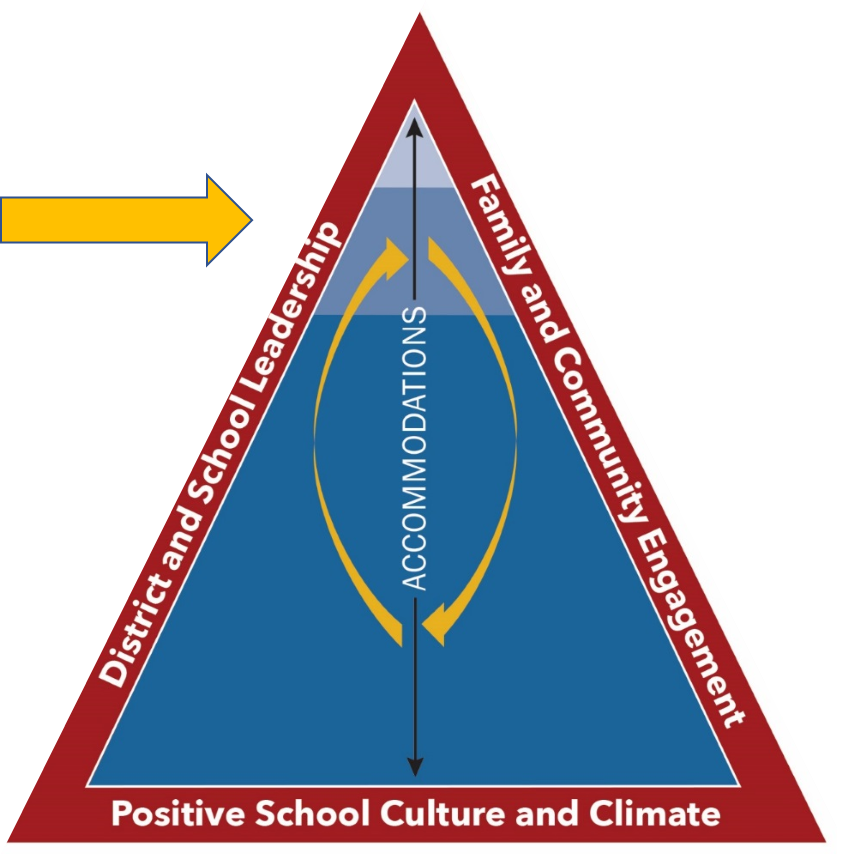 District and School Leadership
Family and Community Engagement
ACCOMMODATIONS
Positive School Culture and Climate